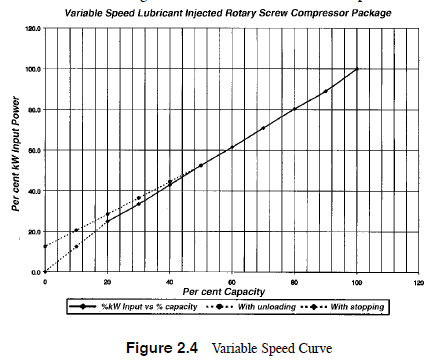 Variable Speed Lubricant Injected Rotary Screw Compressor Package
120.0
100.0
80.0
60.0
40.0
20.0
0.0
Per cent kW Input Power
0 20 40 60 80 100 120
Per cent Capacity
%kW Input vs % capacity With unloading With stopping
Figure 2.4 Variable Speed Curve